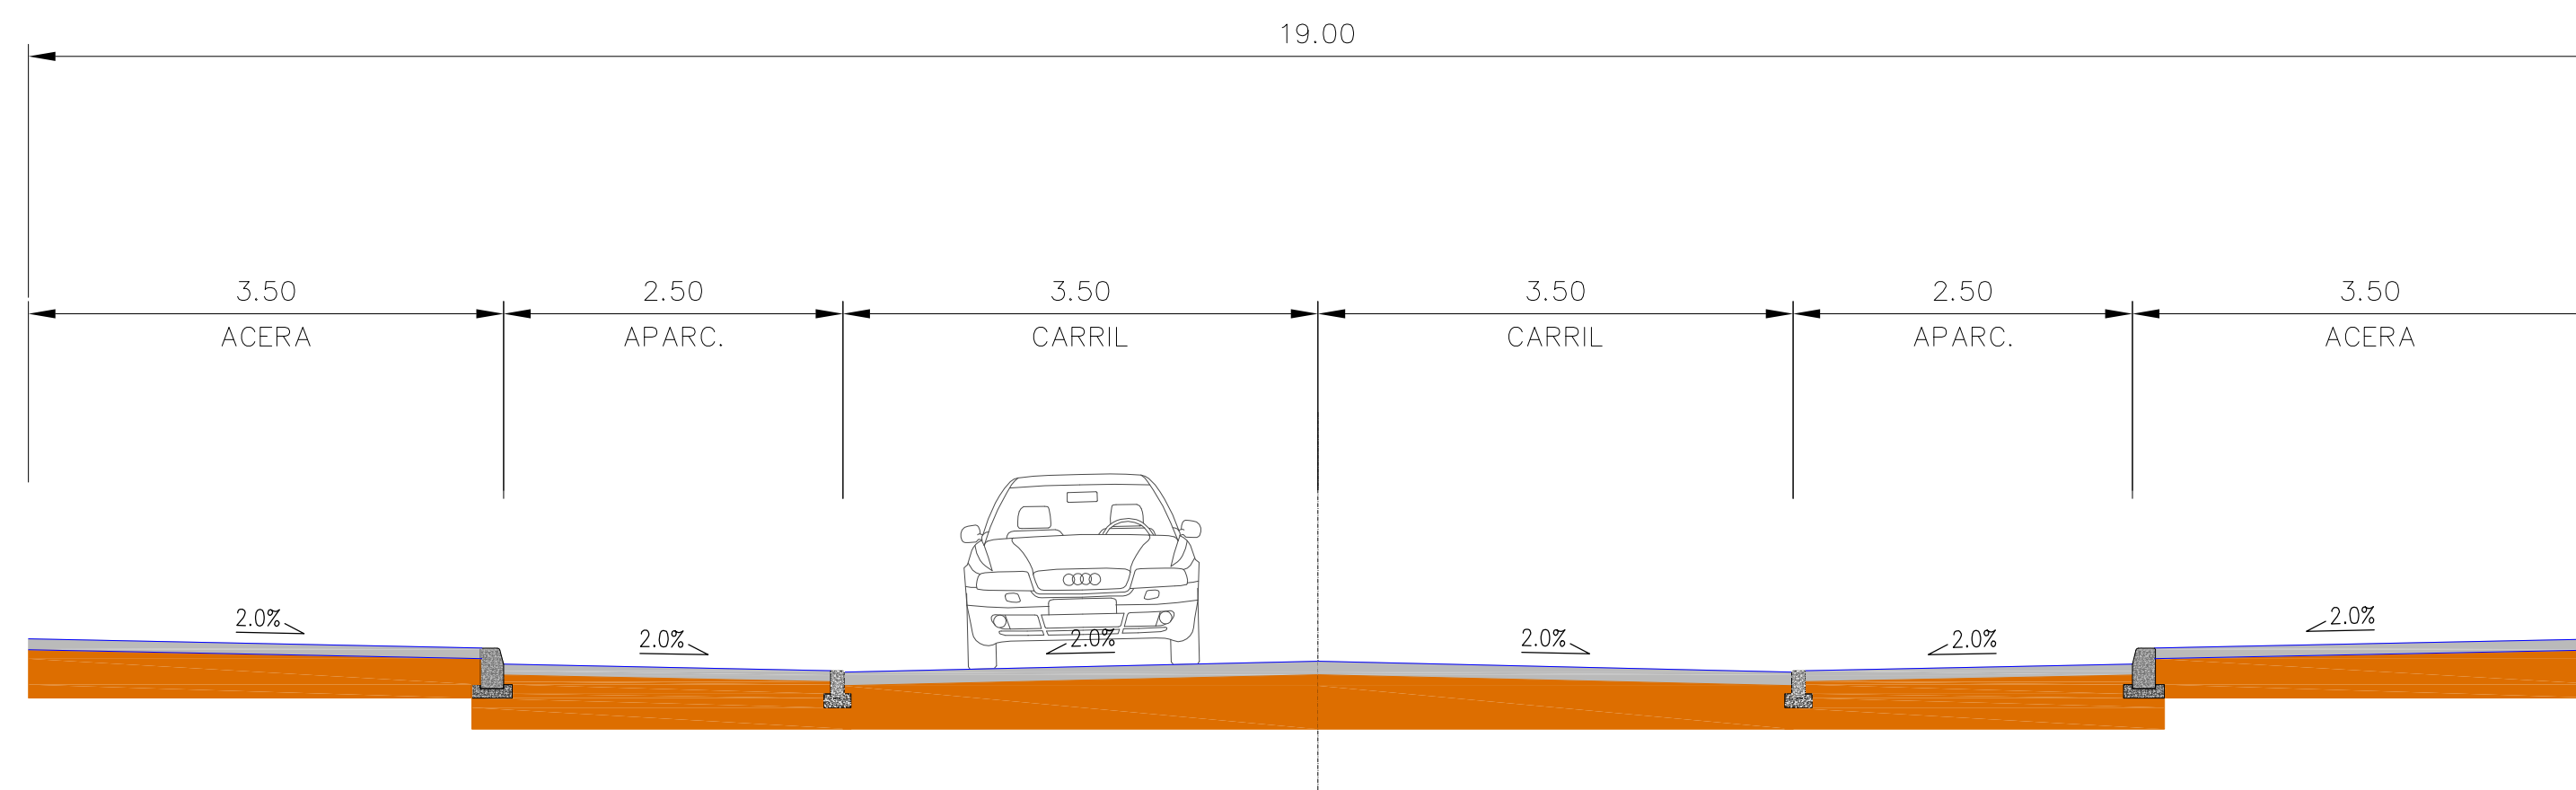 19.00
3.50 2.50 3.50 3.50 2.50 3.50
ACERA APARC. CARRIL CARRIL APARC. ACERA
2.0% 2.0% 2.0% 2.0% 2.0% 2.0%